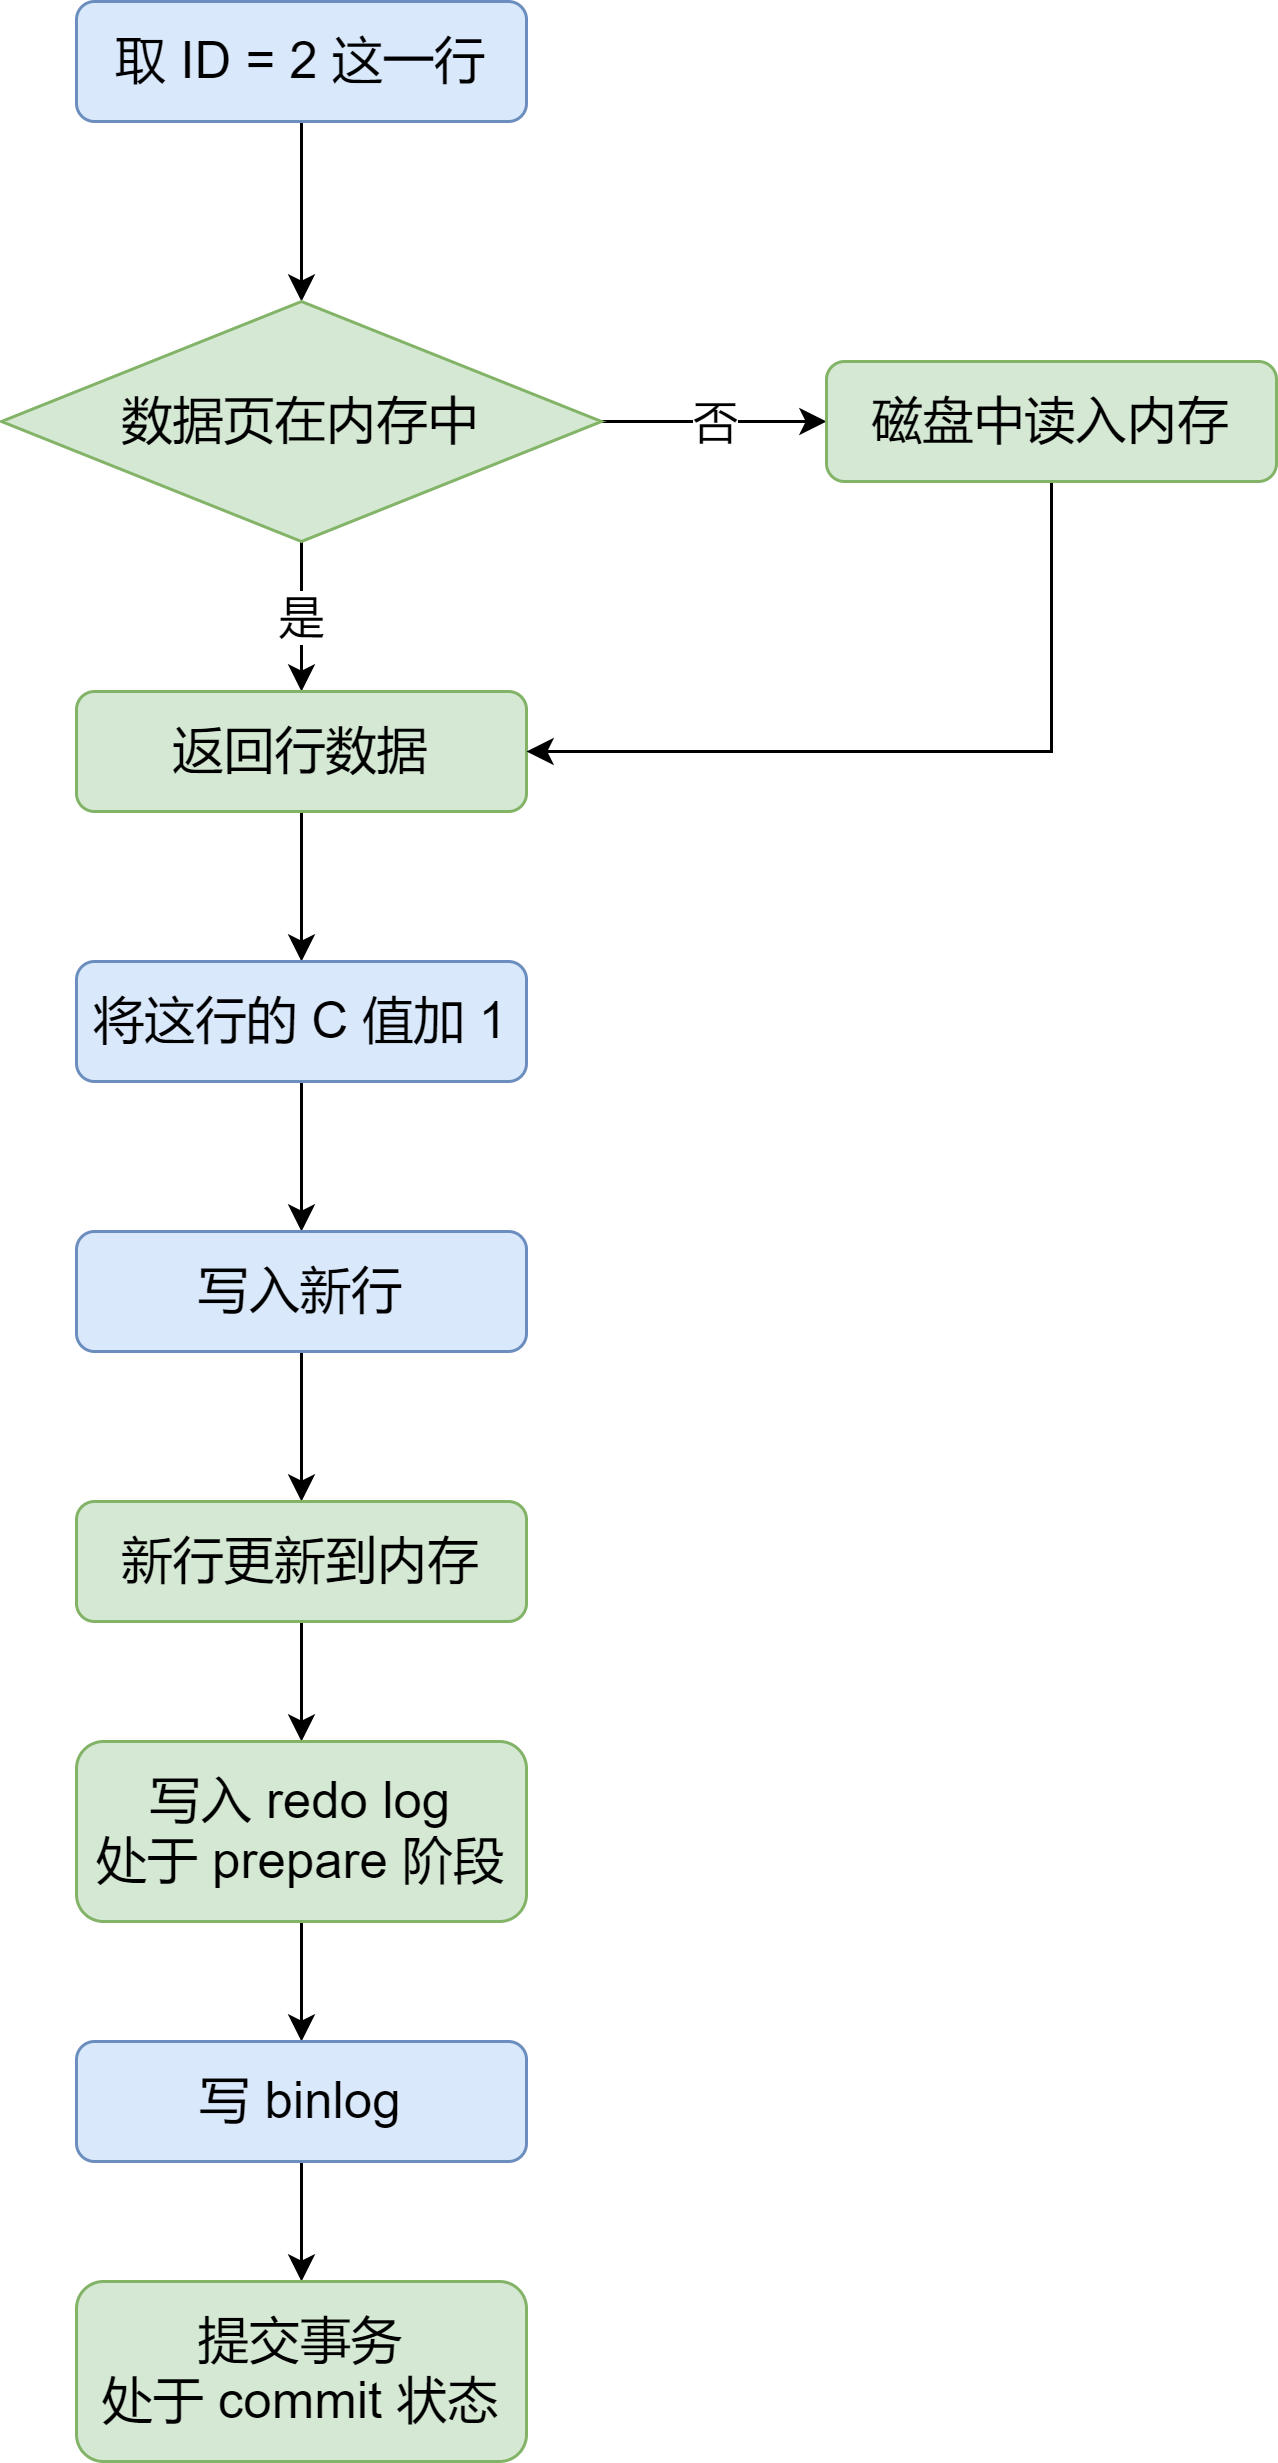 取 ID = 2 这一行
数据页在内存中
否
磁盘中读入内存
是
返回行数据
将这行的 C 值加 1
写入新行
新行更新到内存
写入 redo log
处于 prepare 阶段
写 binlog
提交事务
处于 commit 状态